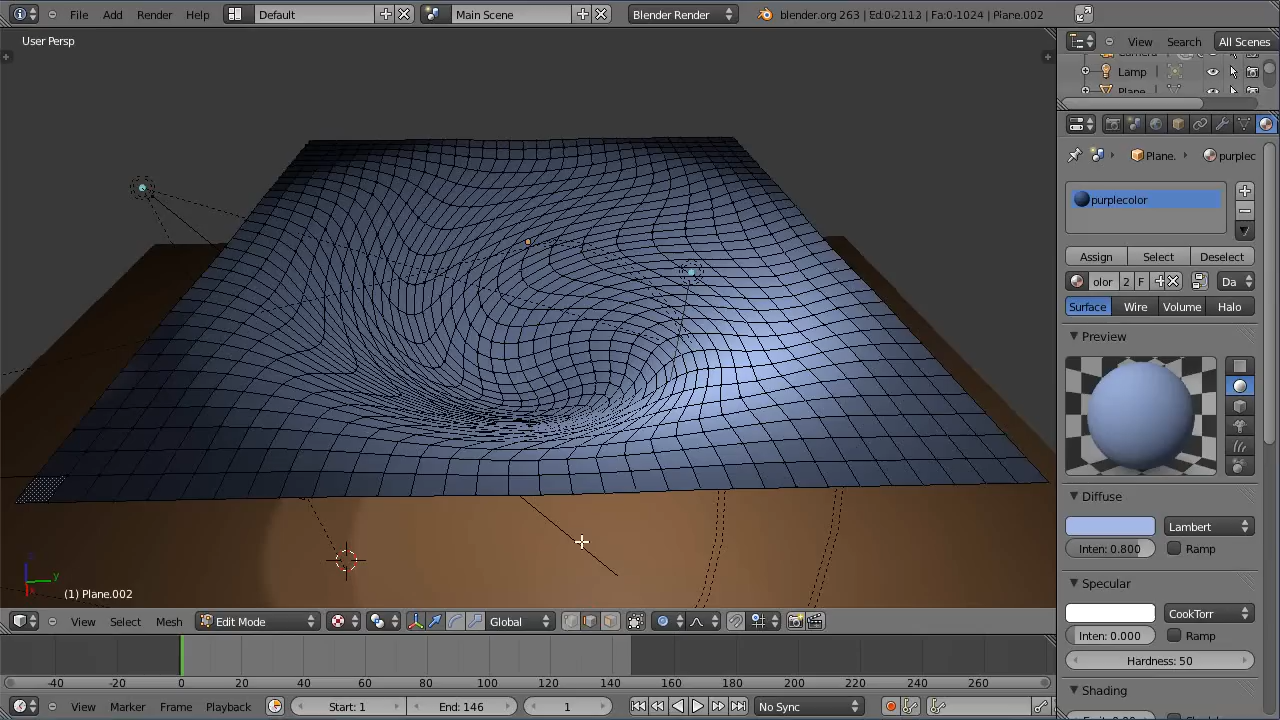 File Add Render Help Default Main Scene Blender Render blender.org 263 | Ed:0-2113 | Fa:0-1024 | Plane.002
User Persp
View Search All Scenes
Lamp
Plane
Plane. purplec
purplecolor
Assign Select Deselect
olor 2 F Da
Surface Wire Volume Halo
Preview
Diffuse
Lambert
Inten: 0.800 Ramp
Specular
CookTorr
Inten: 0.000 Ramp
Hardness: 50
Shading
z
y
x
(1) Plane.002
View Select Mesh Edit Mode Global
-40 -20 0 20 40 60 80 100 120 140 160 180 200 220 240 260
View Marker Frame Playback Start: 1 End: 146 1 No Sync